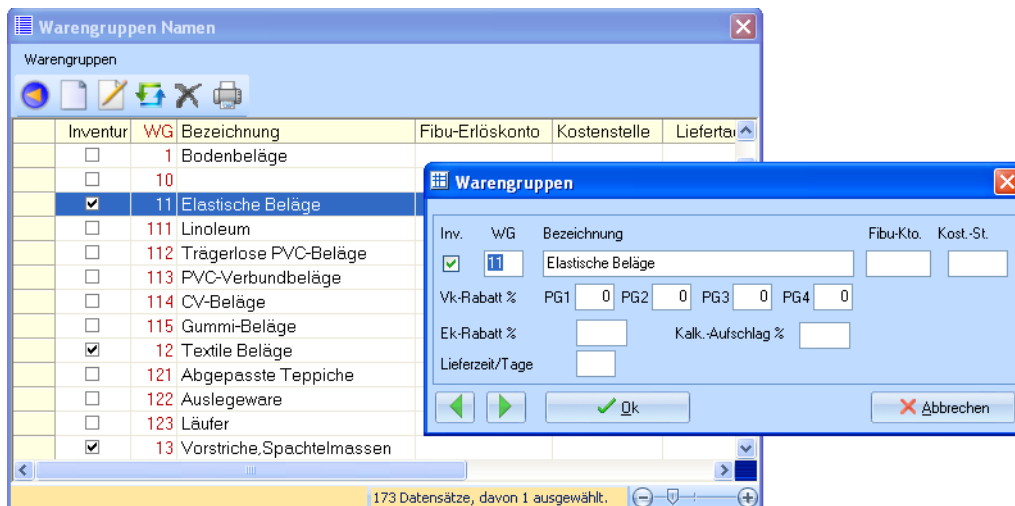 Warengruppen Namen
Warengruppen
Inventur WG Bezeichnung Fibu-Erlöskonto Kostenstelle
1 Bodenbeläge
10
11 Elastische Beläge
111 Linoleum
112 Trägerlose PVC-Beläge
113 PVC-Verbundbeläge
114 CV-Beläge
115 Gummi-Beläge
12 Textile Beläge
121 Abgepasste Teppiche
122 Auslegeware
123 Läufer
13 Vorstriche,Spachtelmassen
173 Datensätze, davon 1 ausgewählt.
Warengruppen
Inv. WG Bezeichnung Fibu-Kto. Kost.-St.
11 Elastische Beläge
Vk-Rabatt % PG1 0 PG2 0 PG3 0 PG4 0
Ek-Rabatt % Kalk.-Aufschlag %
Lieferzeit/Tage
Ok Abbrechen